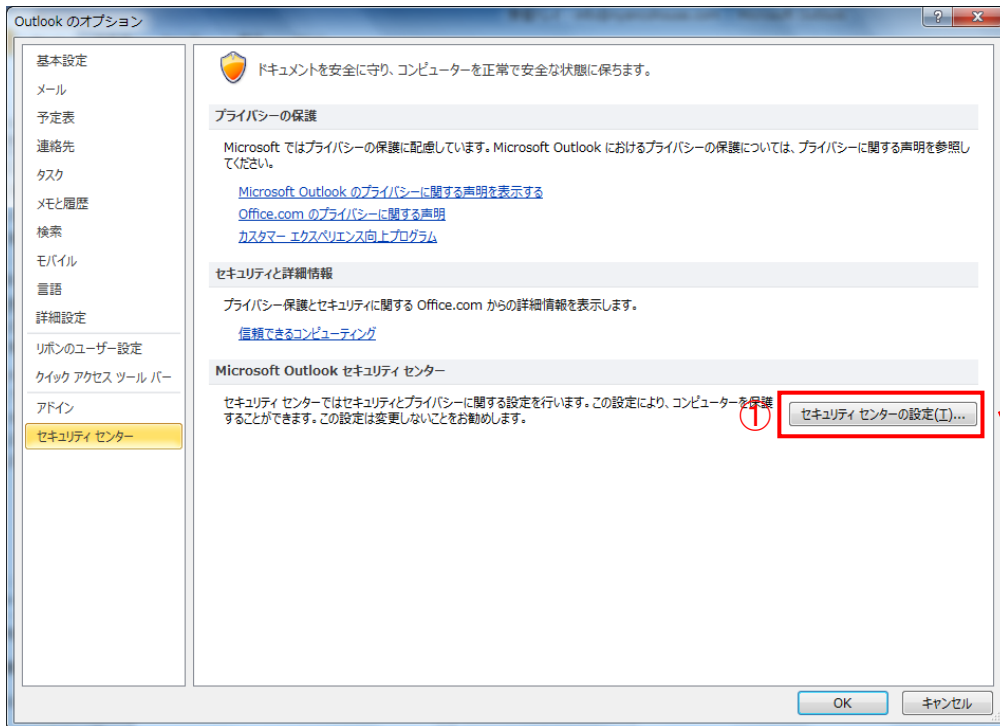 Outlook のオプション
基本設定
メール
予定表
連絡先
タスク
メモと履歴
検索
モバイル
言語
詳細設定
リボンのユーザー設定
クイック アクセス ツール バー
アドイン
セキュリティ センター
ドキュメントを安全に守り、コンピューターを正常で安全な状態に保ちます。
プライバシーの保護
Microsoft ではプライバシーの保護に配慮しています。Microsoft Outlook におけるプライバシーの保護については、プライバシーに関する声明を参照し
てください。
Microsoft Outlook のプライバシーに関する声明を表示する
Office.com のプライバシーに関する声明
カスタマー エクスペリエンス向上プログラム
セキュリティと詳細情報
プライバシー保護とセキュリティに関する Office.com からの詳細情報を表示します。
信頼できるコンピューティング
Microsoft Outlook セキュリティ センター
セキュリティ センターではセキュリティとプライバシーに関する設定を行います。この設定により、コンピューターを保護
することができます。この設定は変更しないことをお勧めします。
①
セキュリティ センターの設定(T)...
OK
キャンセル